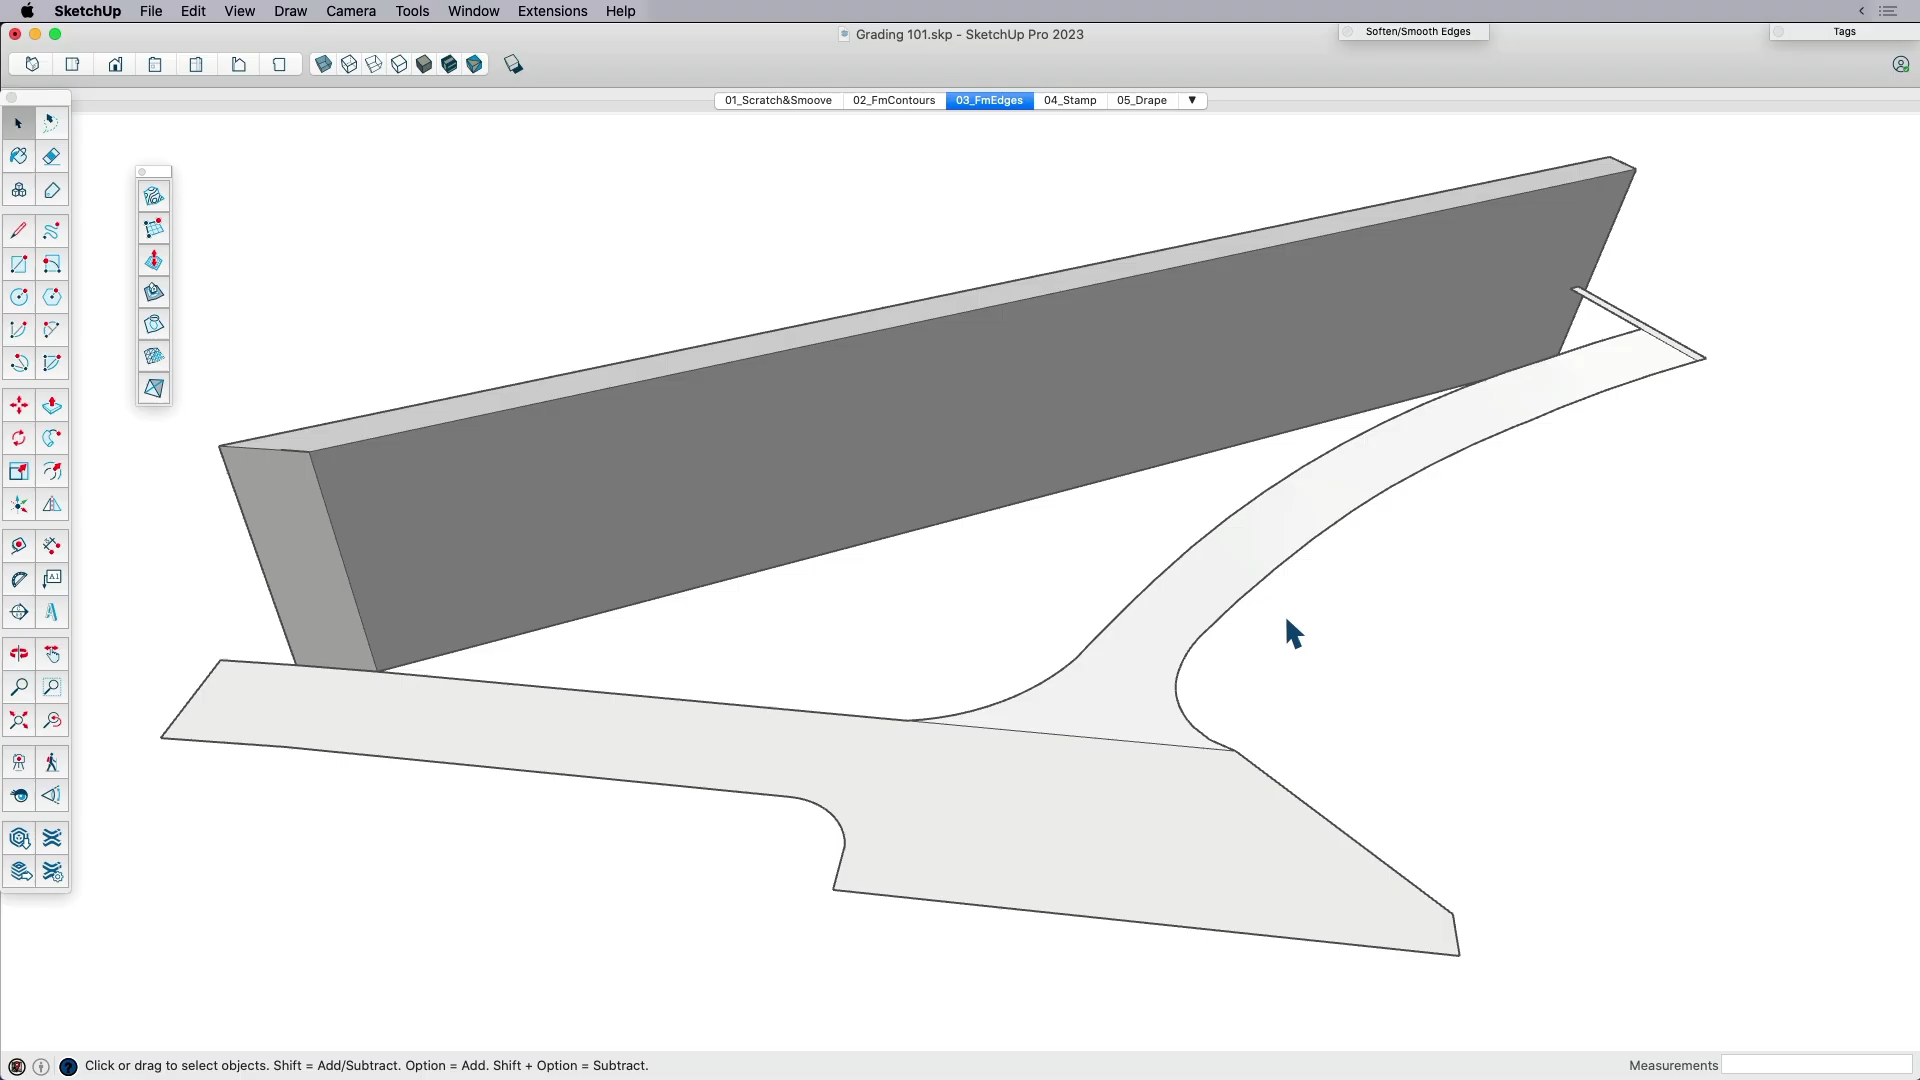 SketchUp File Edit View Draw Camera Tools Window Extensions Help
Grading 101.skp - SketchUp Pro 2023
Soften/Smooth Edges
Tags
01_Scratch&Smoove 02_FmContours 03_FmEdges 04_Stamp 05_Drape
A1
Click or drag to select objects. Shift = Add/Subtract. Option = Add. Shift + Option = Subtract.
Measurements